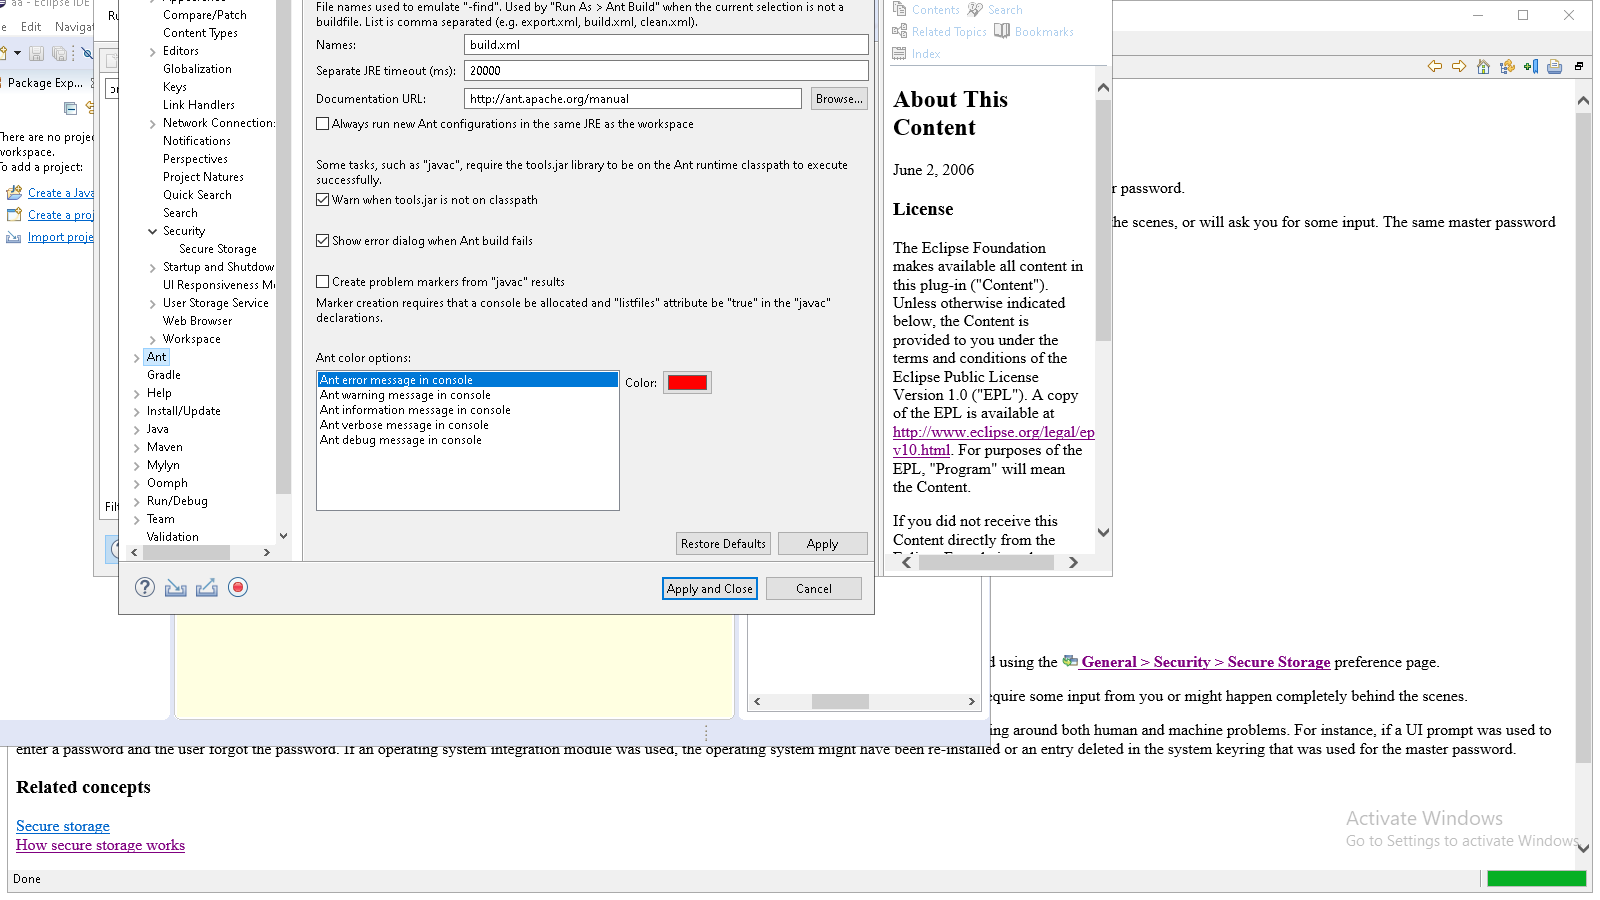 aa - Eclipse IDE
Edit
Navigat
Package Exp...
There are no projec
workspace.
To add a project:
Create a Java
Create a proj
Import proje
Compare/Patch
Content Types
Editors
Globalization
Keys
Link Handlers
Network Connection:
Notifications
Perspectives
Project Natures
Quick Search
Search
Security
Secure Storage
Startup and Shutdow
UI Responsiveness M
User Storage Service
Web Browser
Workspace
Ant
Gradle
Help
Install/Update
Java
Maven
Mylyn
Oomph
Run/Debug
Team
Validation
File names used to emulate "-find". Used by "Run As > Ant Build" when the current selection is not a
buildfile. List is comma separated (e.g. export.xml, build.xml, clean.xml).
Names:
build.xml
Separate JRE timeout (ms):
20000
Documentation URL:
http://ant.apache.org/manual
Browse...
Always run new Ant configurations in the same JRE as the workspace
Some tasks, such as "javac", require the tools.jar library to be on the Ant runtime classpath to execute
successfully.
Warn when tools.jar is not on classpath
Show error dialog when Ant build fails
Create problem markers from "javac" results
Marker creation requires that a console be allocated and "listfiles" attribute be "true" in the "javac"
declarations.
Ant color options:
Ant error message in console
Ant warning message in console
Ant information message in console
Ant verbose message in console
Ant debug message in console
Color:
Restore Defaults
Apply
Apply and Close
Cancel
Contents
Search
Related Topics
Bookmarks
Index
About This
Content
June 2, 2006
License
The Eclipse Foundation
makes available all content in
this plug-in ("Content").
Unless otherwise indicated
below, the Content is
provided to you under the
terms and conditions of the
Eclipse Public License
Version 1.0 ("EPL"). A copy
of the EPL is available at
http://www.eclipse.org/legal/ep
v10.html. For purposes of the
EPL, "Program" will mean
the Content.
If you did not receive this
Content directly from the
r password.
the scenes, or will ask you for some input. The same master password
d using the General > Security > Secure Storage preference page.
quire some input from you or might happen completely behind the scenes.
ing around both human and machine problems. For instance, if a UI prompt was used to
enter a password and the user forgot the password. If an operating system integration module was used, the operating system might have been re-installed or an entry deleted in the system keyring that was used for the master password.
Related concepts
Secure storage
How secure storage works
Activate Windows
Go to Settings to activate Windows.
Done